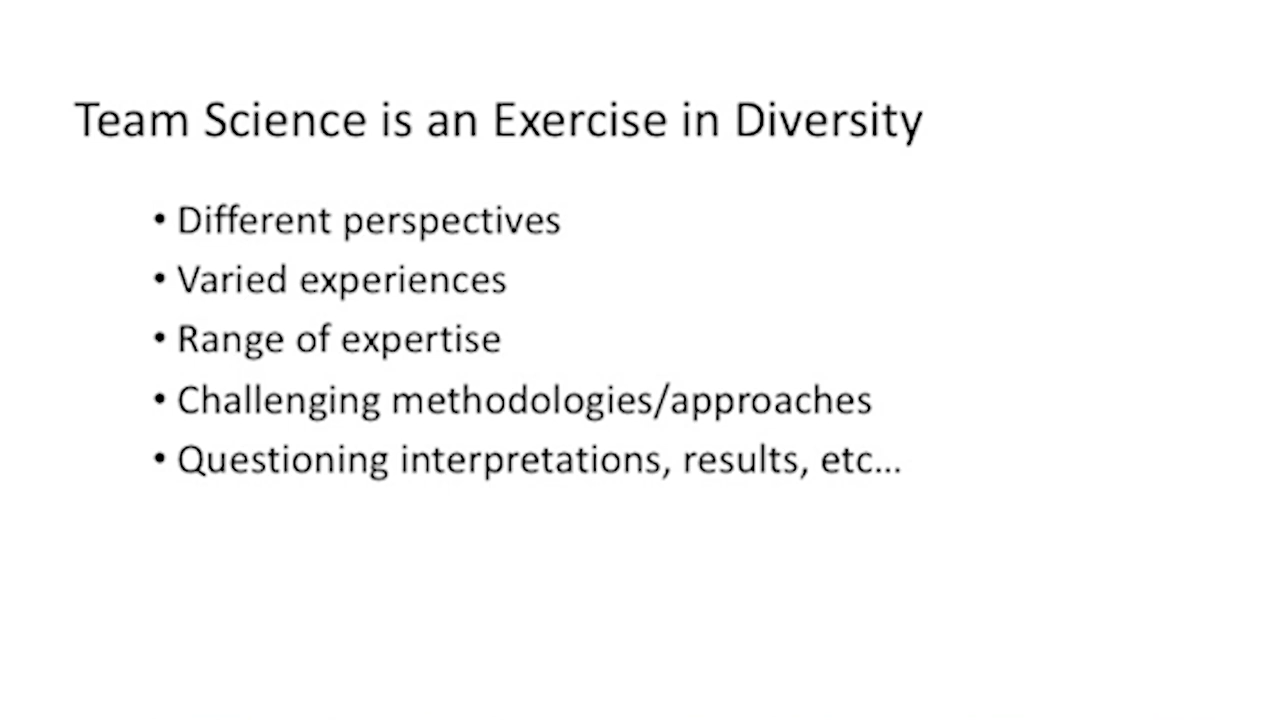 Team Science is an Exercise in Diversity
• Different perspectives
• Varied experiences
• Range of expertise
• Challenging methodologies/approaches
• Questioning interpretations, results, etc...